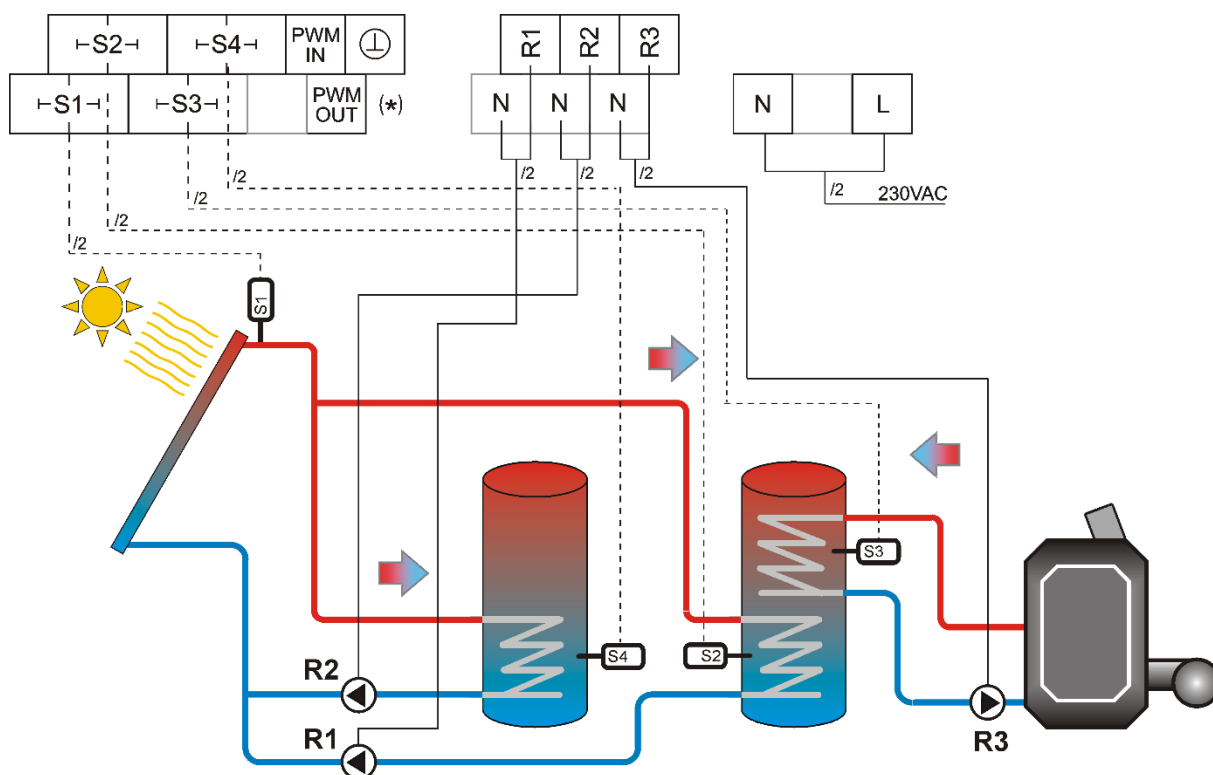 S2 S4 PWM IN
S1 S3 PWM OUT (*)
R1 R2 R3
N N N
N L
/2 /2 /2 /2
/2 /2 /2
/2 230VAC
S1
S4
S2
S3
R2
R1
R3